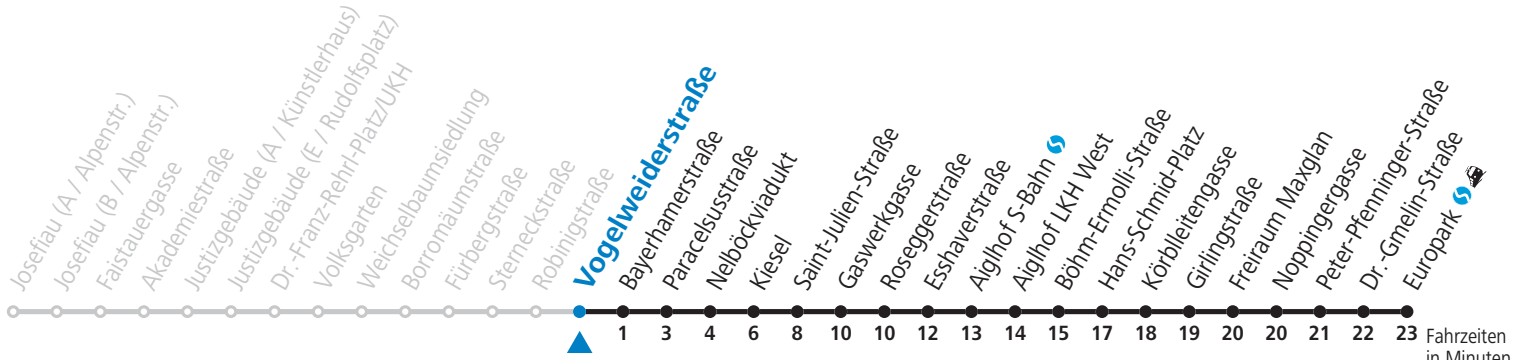 Josefiau (A / Alpenstr.)
Josefiau (B / Alpenstr.)
Faistauergasse
Akademiestraße
Justizgebäude (A / Künstlerhaus)
Justizgebäude (E / Rudolfsplatz)
Dr.-Franz-Rehrl-Platz/UKH
Volksgarten
Weichselbaumsiedlung
Borromäumstraße
Fürbergstraße
Sterneckstraße
Robinigstraße
Vogelweiderstraße
Bayerhamerstraße
Paracelsusstraße
Nelböckviadukt
Kiesel
Saint-Julien-Straße
Gaswerkgasse
Roseggerstraße
Esshaverstraße
Aiglhof S-Bahn
Aiglhof LKH West
Böhm-Ermolli-Straße
Hans-Schmid-Platz
Körblleitengasse
Girlingstraße
Freiraum Maxglan
Noppingergasse
Peter-Pfenninger-Straße
Dr.-Gmelin-Straße
Europark
1 3 4 6 8 10 10 12 13 14 15 17 18 19 20 20 21 22 23 Fahrzeiten
in Minuten